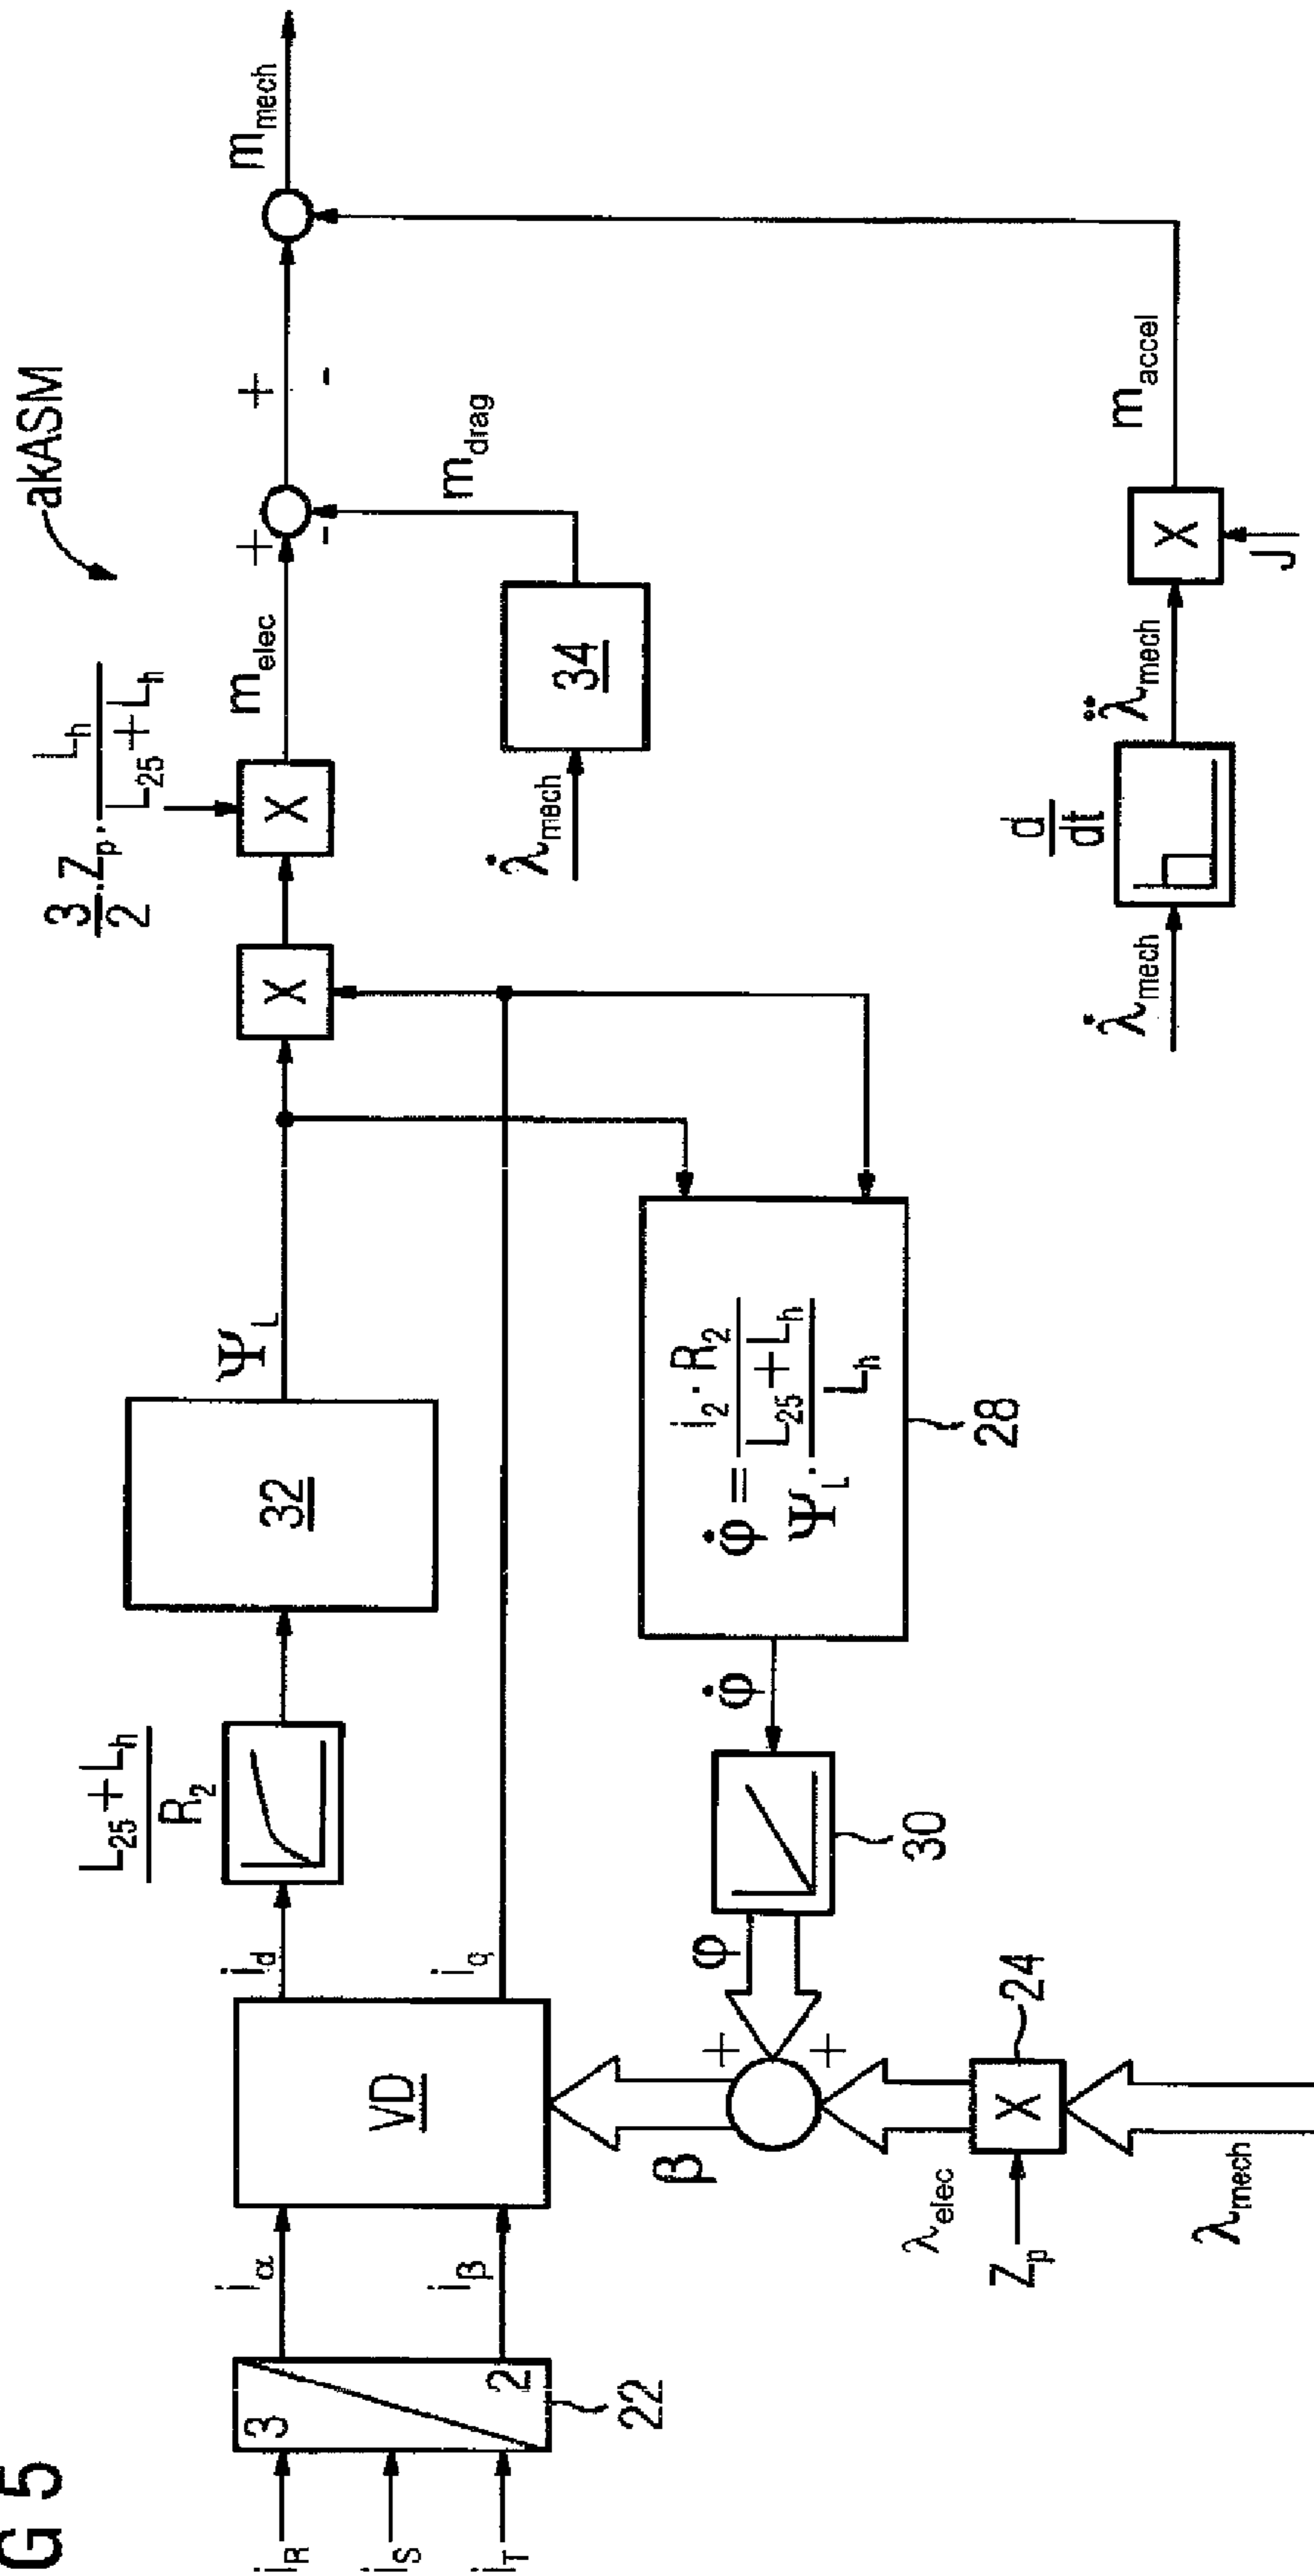 G 5
akASM
i_R
i_S
i_T
3
2
22
i_α
i_β
VD
β
i_d
i_q
L_25 + L_h
R_2
32
Ψ_L
X
3/2 · Z_p · L_h
L_25 + L_h
X
m_elec
+
-
m_drag
34
λ̇_mech
+
-
m_mech
φ̇ = i_2 · R_2
Ψ_L · L_25 + L_h
L_h
28
φ̇
30
φ
+
+
λ_elec
X
24
Z_p
λ_mech
λ̇_mech
d
dt
λ̈_mech
X
J
m_accel